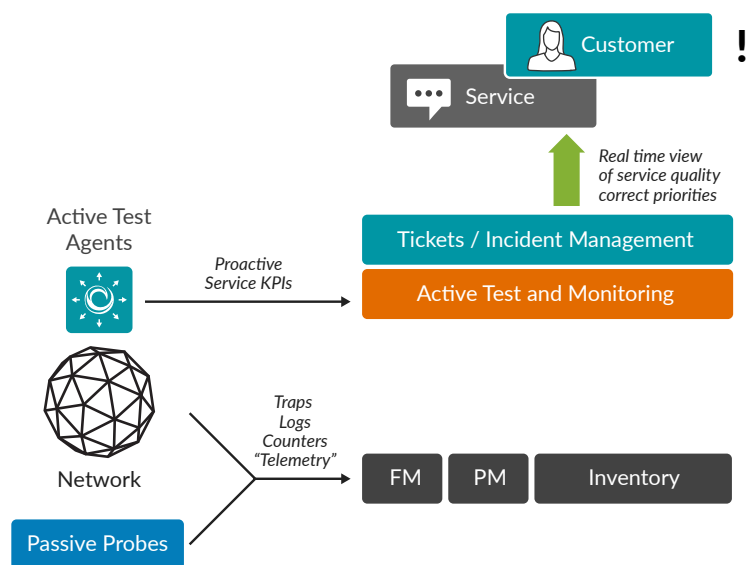 Customer
!
Service
Real time view
of service quality
correct priorities
Active Test
Agents
Tickets / Incident Management
Proactive
Service KPIs
Active Test and Monitoring
Traps
Logs
Counters
“Telemetry”
Network
FM
PM
Inventory
Passive Probes